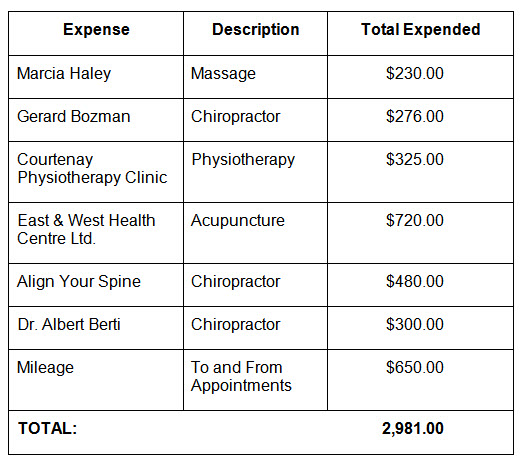 Expense Description Total Expended
Marcia Haley Massage $230.00
Gerard Bozman Chiropractor $276.00
Courtenay Physiotherapy $325.00
Physiotherapy Clinic
East & West Health Acupuncture $720.00
Centre Ltd.
Align Your Spine Chiropractor $480.00
Dr. Albert Berti Chiropractor $300.00
Mileage To and From $650.00
Appointments
TOTAL: 2,981.00